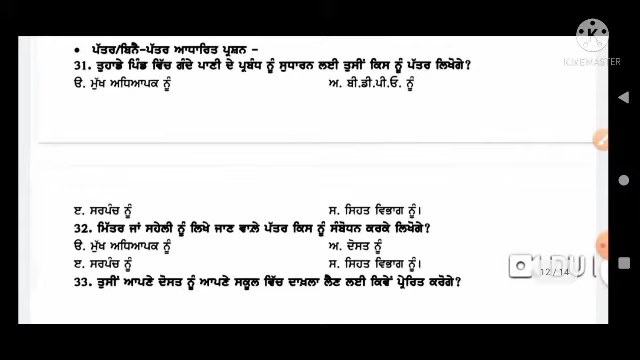 KINEMASTER
• ਪੱਤਰ/ਬਿਨੈ-ਪੱਤਰ ਆਧਾਰਿਤ ਪ੍ਰਸ਼ਨ -
31. ਤੁਹਾਡੇ ਪਿੰਡ ਵਿੱਚ ਗੰਦੇ ਪਾਣੀ ਦੇ ਪ੍ਰਬੰਧ ਨੂੰ ਸੁਧਾਰਨ ਲਈ ਤੁਸੀਂ ਕਿਸ ਨੂੰ ਪੱਤਰ ਲਿਖੋਗੇ?
ੳ. ਮੁੱਖ ਅਧਿਆਪਕ ਨੂੰ ਅ. ਬੀ.ਡੀ.ਪੀ.ਓ. ਨੂੰ
ੲ. ਸਰਪੰਚ ਨੂੰ ਸ. ਸਿਹਤ ਵਿਭਾਗ ਨੂੰ।
32. ਮਿੱਤਰ ਜਾਂ ਸਹੇਲੀ ਨੂੰ ਲਿਖੇ ਜਾਣ ਵਾਲ਼ੇ ਪੱਤਰ ਕਿਸ ਨੂੰ ਸੰਬੋਧਨ ਕਰਕੇ ਲਿਖੋਗੇ?
ੳ. ਮੁੱਖ ਅਧਿਆਪਕ ਨੂੰ ਅ. ਦੋਸਤ ਨੂੰ
ੲ. ਸਰਪੰਚ ਨੂੰ ਸ. ਸਿਹਤ ਵਿਭਾਗ ਨੂੰ।
12 / 14
33. ਤੁਸੀਂ ਆਪਣੇ ਦੋਸਤ ਨੂੰ ਆਪਣੇ ਸਕੂਲ ਵਿੱਚ ਦਾਖ਼ਲਾ ਲੈਣ ਲਈ ਕਿਵੇਂ ਪ੍ਰੇਰਿਤ ਕਰੋਗੇ?